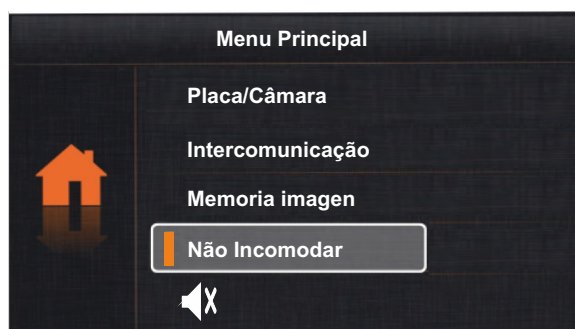 Menu Principal
Placa/Câmara
Intercomunicação
Memoria imagen
Não Incomodar